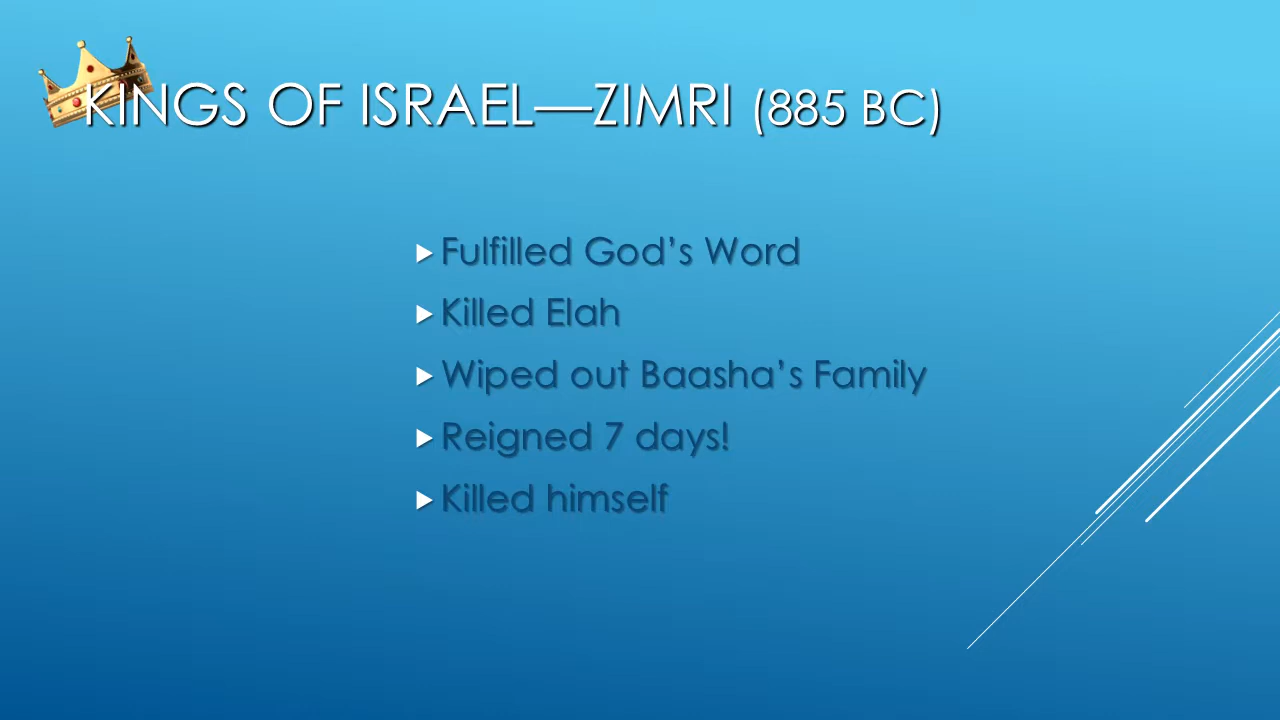 KINGS OF ISRAEL—ZIMRI (885 BC)
Fulfilled God's Word
Killed Elah
Wiped out Baasha's Family
Reigned 7 days!
Killed himself